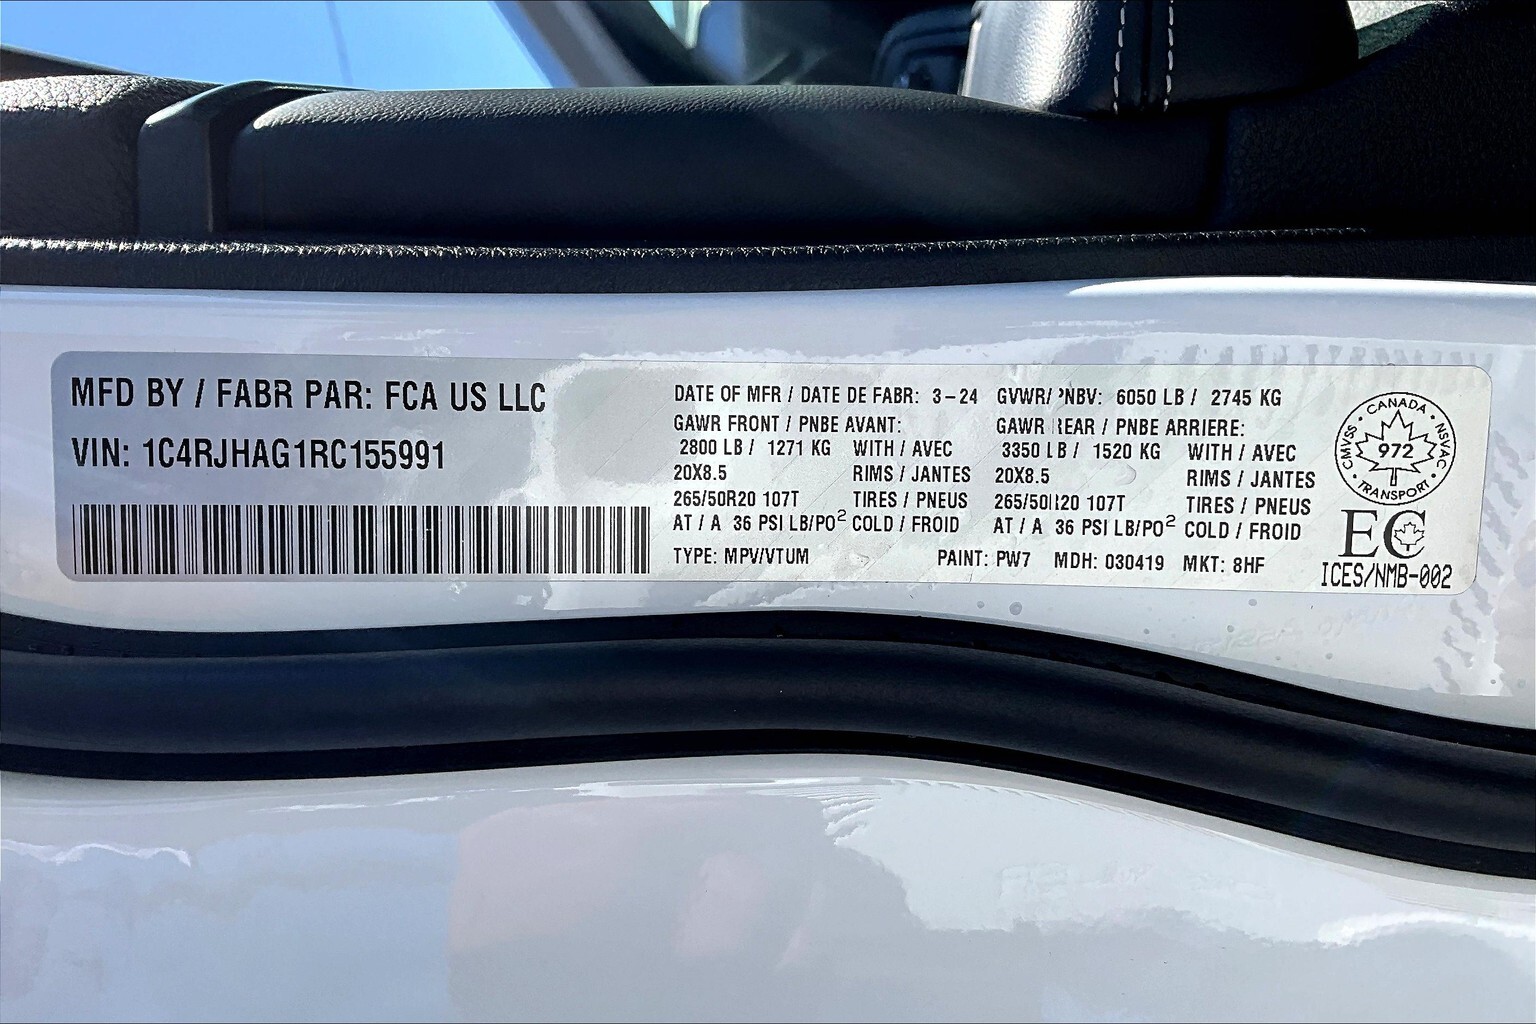 MFD BY / FABR PAR: FCA US LLC
VIN: 1C4RJHAG1RC155991
DATE OF MFR / DATE DE FABR: 3-24 GVWR/ PNBV: 6050 LB / 2745 KG
GAWR FRONT / PNBE AVANT: GAWR REAR / PNBE ARRIERE:
2800 LB / 1271 KG WITH / AVEC 3350 LB / 1520 KG WITH / AVEC
20X8.5 RIMS / JANTES 20X8.5 RIMS / JANTES
265/50R20 107T TIRES / PNEUS 265/50R20 107T TIRES / PNEUS
AT / A 36 PSI LB/PO² COLD / FROID AT / A 36 PSI LB/PO² COLD / FROID
TYPE: MPV/VTUM PAINT: PW7 MDH: 030419 MKT: 8HF
CANADA
CMVSS 972 NSVAC
TRANSPORT
EC
ICES/NMB-002